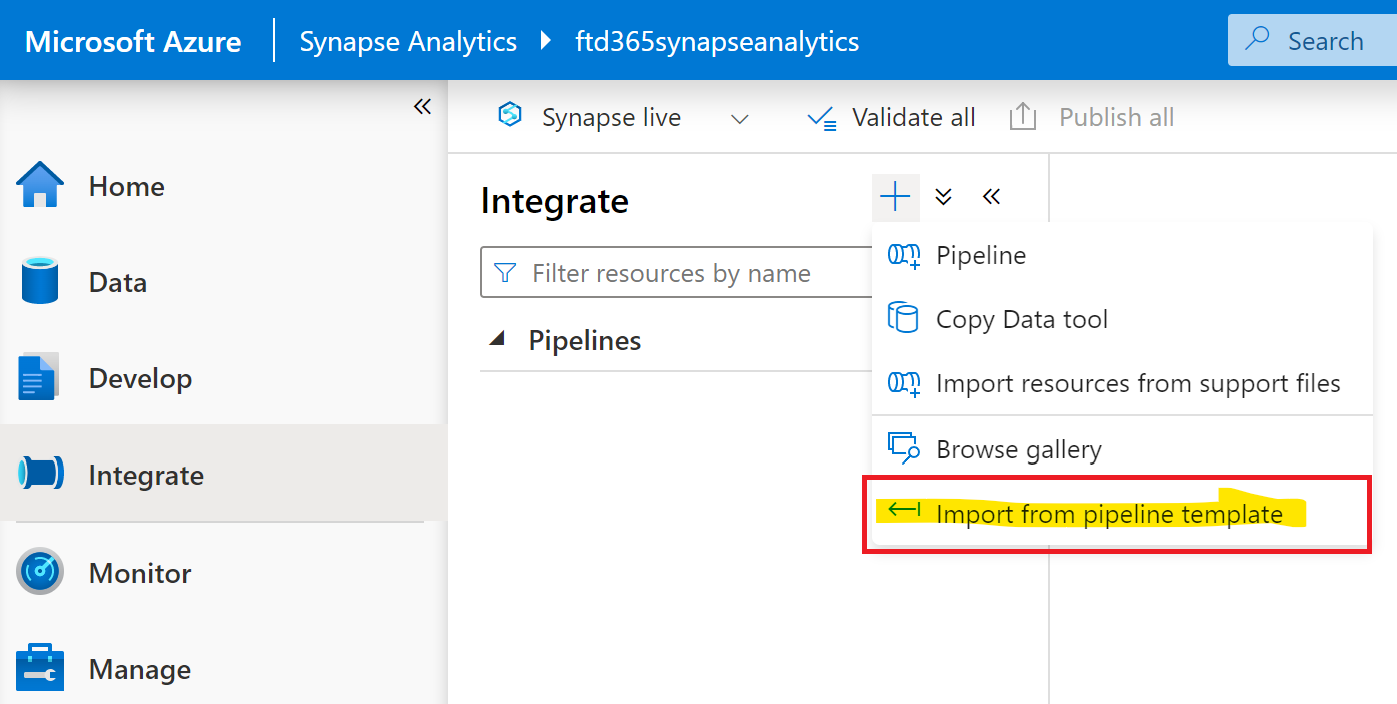 Microsoft Azure
Synapse Analytics
ftd365synapseanalytics
Search
Synapse live
Validate all
Publish all
Home
Data
Develop
Integrate
Monitor
Manage
Integrate
Filter resources by name
Pipelines
Pipeline
Copy Data tool
Import resources from support files
Browse gallery
Import from pipeline template